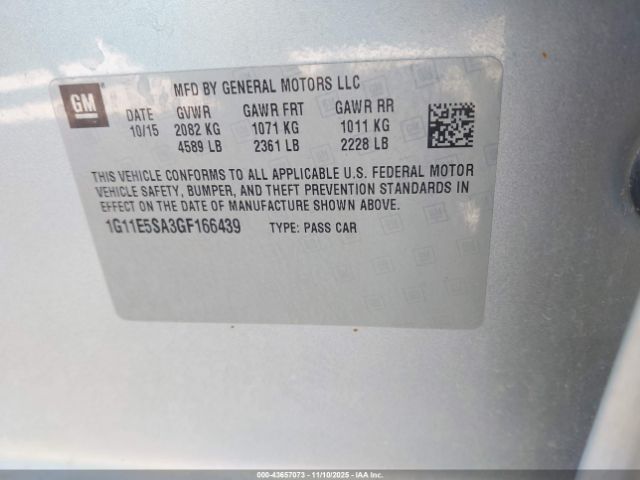 GM
MFD BY GENERAL MOTORS LLC
DATE GVWR GAWR FRT GAWR RR
10/15 2082 KG 1071 KG 1011 KG
4589 LB 2361 LB 2228 LB
THIS VEHICLE CONFORMS TO ALL APPLICABLE U.S. FEDERAL MOTOR
VEHICLE SAFETY, BUMPER, AND THEFT PREVENTION STANDARDS IN
EFFECT ON THE DATE OF MANUFACTURE SHOWN ABOVE.
1G11E5SA3GF166439 TYPE: PASS CAR
000-43657073 — 11/10/2025 — IAA Inc.